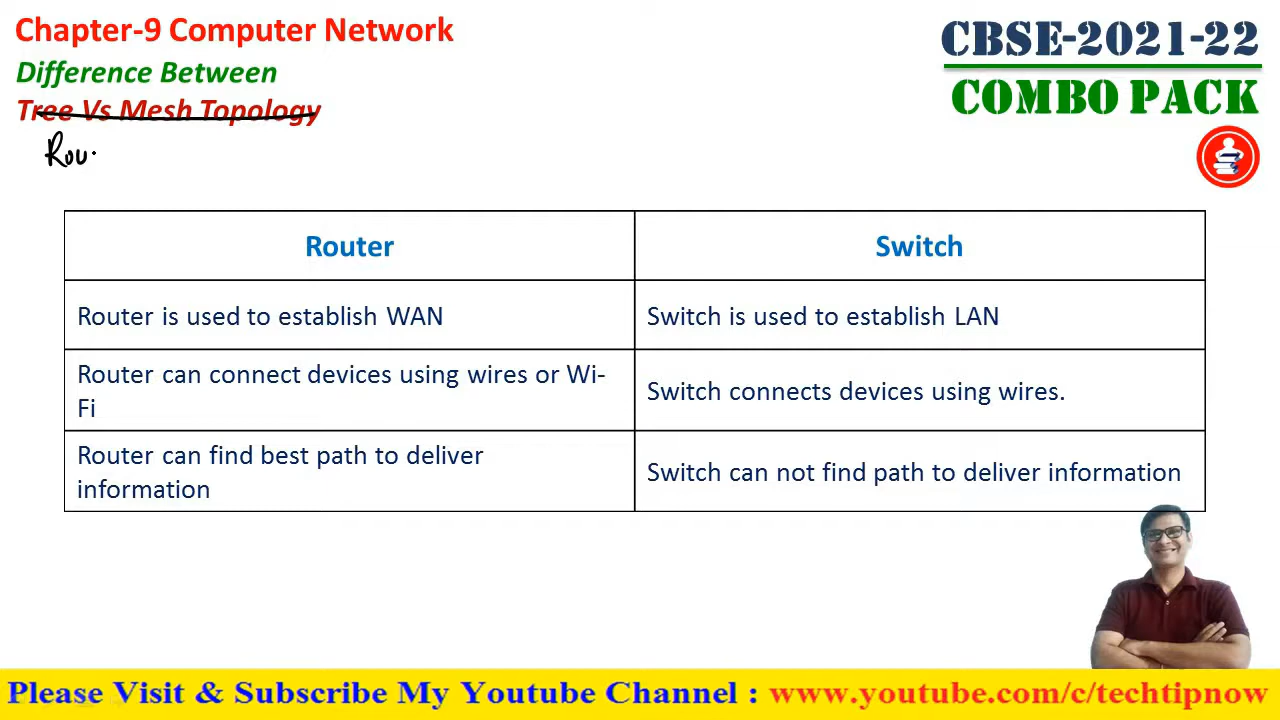 Chapter-9 Computer Network
Difference Between
Tree Vs Mesh Topology
Rou
CBSE-2021-22
COMBO PACK
Router
Switch
Router is used to establish WAN
Switch is used to establish LAN
Router can connect devices using wires or Wi-
Fi
Switch connects devices using wires.
Router can find best path to deliver
information
Switch can not find path to deliver information
Please Visit & Subscribe My Youtube Channel : www.youtube.com/c/techtipnow